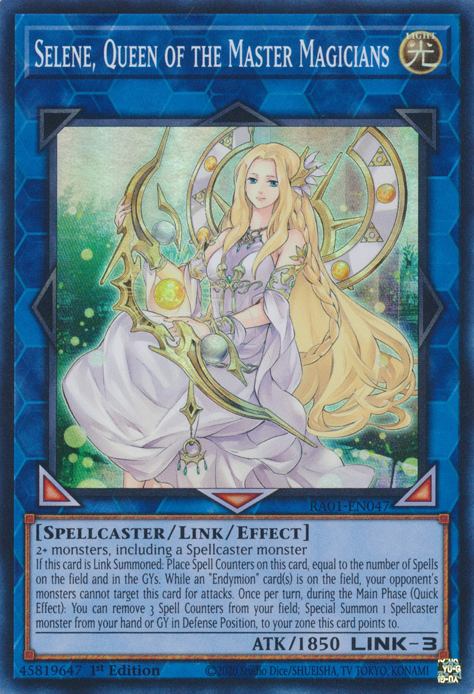 SELENE, QUEEN OF THE MASTER MAGICIANS
LIGHT
光
RA01-EN047
[SPELLCASTER/LINK/EFFECT]
2+ monsters, including a Spellcaster monster
If this card is Link Summoned: Place Spell Counters on this card, equal to the number of Spells
on the field and in the GYs. While an "Endymion" card(s) is on the field, your opponent's
monsters cannot target this card for attacks. Once per turn, during the Main Phase (Quick
Effect): You can remove 3 Spell Counters from your field; Special Summon 1 Spellcaster
monster from your hand or GY in Defense Position, to your zone this card points to.
ATK/1850 LINK-3
45819647 1st Edition ©2020 Studio Dice/SHUEISHA, TV TOKYO, KONAMI